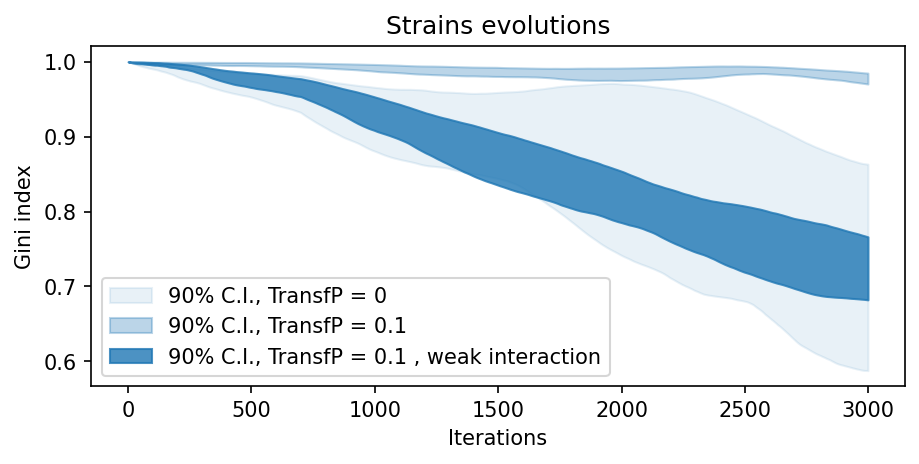 Strains evolutions
1.0
0.9
0.8
0.7
0.6
Gini index
90% C.I., TransfP = 0
90% C.I., TransfP = 0.1
90% C.I., TransfP = 0.1 , weak interaction
0 500 1000 1500 2000 2500 3000
Iterations